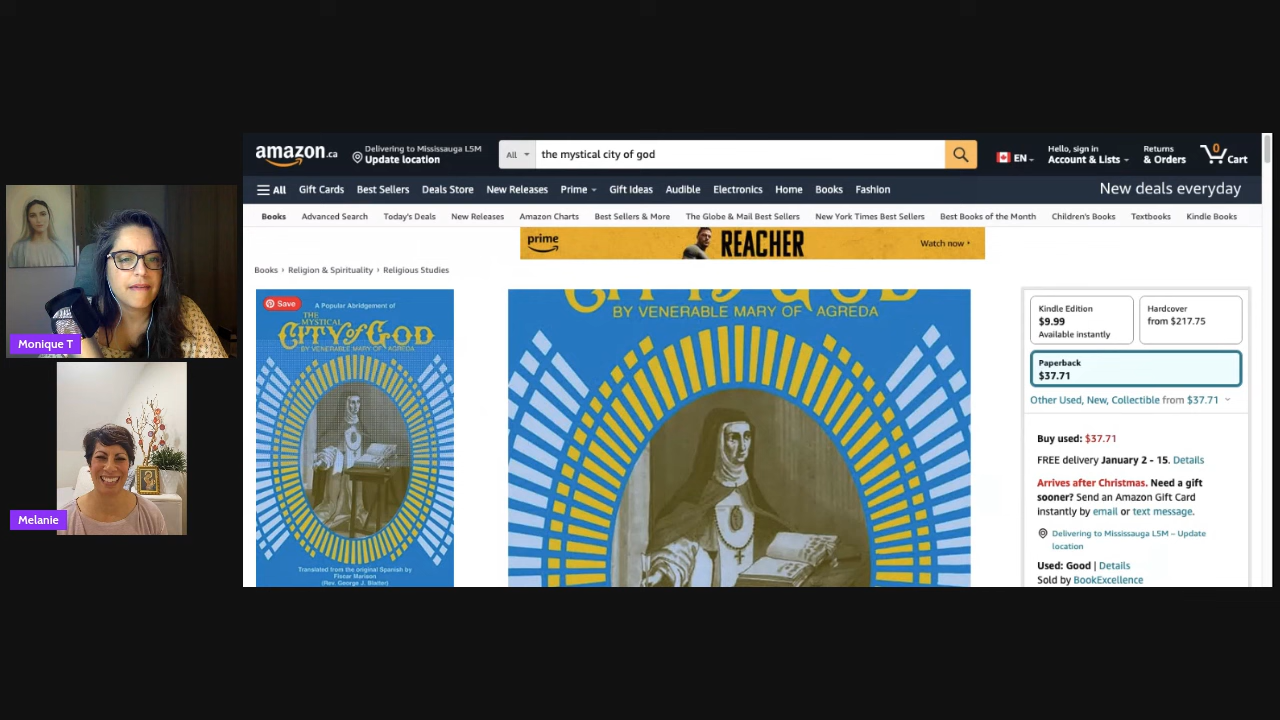 Monique T
Melanie
amazon.ca
Delivering to Mississauga L5M
Update location
All
the mystical city of god
EN
Hello, sign in
Account & Lists
Returns
& Orders
0
Cart
All
Gift Cards
Best Sellers
Deals Store
New Releases
Prime
Gift Ideas
Audible
Electronics
Home
Books
Fashion
New deals everyday
Books
Advanced Search
Today's Deals
New Releases
Amazon Charts
Best Sellers & More
The Globe & Mail Best Sellers
New York Times Best Sellers
Best Books of the Month
Children's Books
Textbooks
Kindle Books
prime
REACHER
Watch now ›
Books › Religion & Spirituality › Religious Studies
Save
A Popular Abridgement of
THE
MYSTICAL
CITY of GOD
BY VENERABLE MARY OF AGREDA
Translated from the original Spanish by
Fiscar Marison
(Rev. George J. Blatter)
CITY of GOD
BY VENERABLE MARY OF AGREDA
Kindle Edition
$9.99
Available instantly
Hardcover
from $217.75
Paperback
$37.71
Other Used, New, Collectible from $37.71
Buy used: $37.71
FREE delivery January 2 - 15. Details
Arrives after Christmas. Need a gift
sooner? Send an Amazon Gift Card
instantly by email or text message.
Delivering to Mississauga L5M – Update
location
Used: Good | Details
Sold by BookExcellence